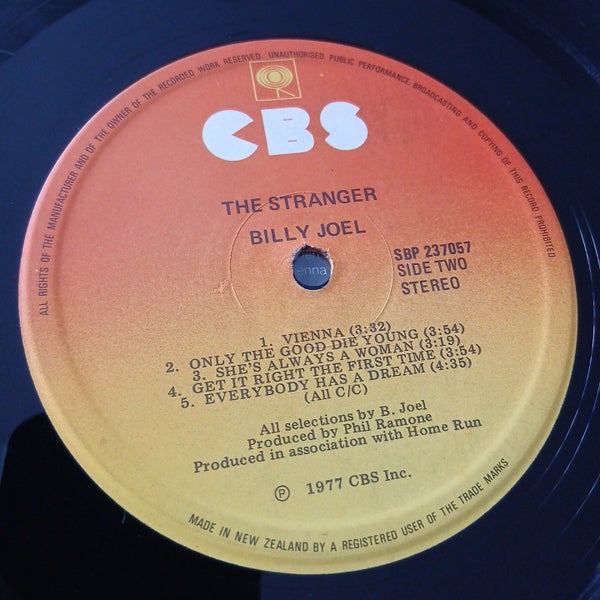 ALL RIGHTS OF THE MANUFACTURER AND OF THE OWNER OF THE RECORDED WORK RESERVED. UNAUTHORISED PUBLIC PERFORMANCE, BROADCASTING AND COPYING OF THIS RECORD PROHIBITED
CBS
THE STRANGER
BILLY JOEL
SBP 237057
SIDE TWO
STEREO
enna
1. VIENNA (3:32)
2. ONLY THE GOOD DIE YOUNG (3:54)
3. SHE'S ALWAYS A WOMAN (3:19)
4. GET IT RIGHT THE FIRST TIME (3:54)
5. EVERYBODY HAS A DREAM (4:35)
(All C/C)
All selections by B. Joel
Produced by Phil Ramone
Produced in association with Home Run
℗ 1977 CBS Inc.
MADE IN NEW ZEALAND BY A REGISTERED USER OF THE TRADE MARKS